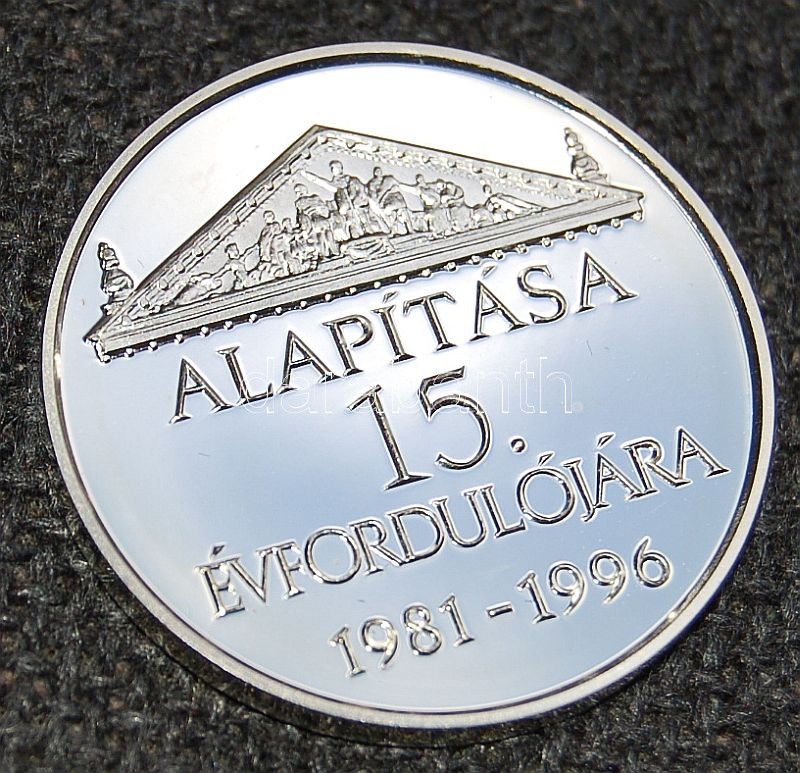 ALAPÍTÁSA
15.
ÉVFORDULÓJÁRA
1981-1996